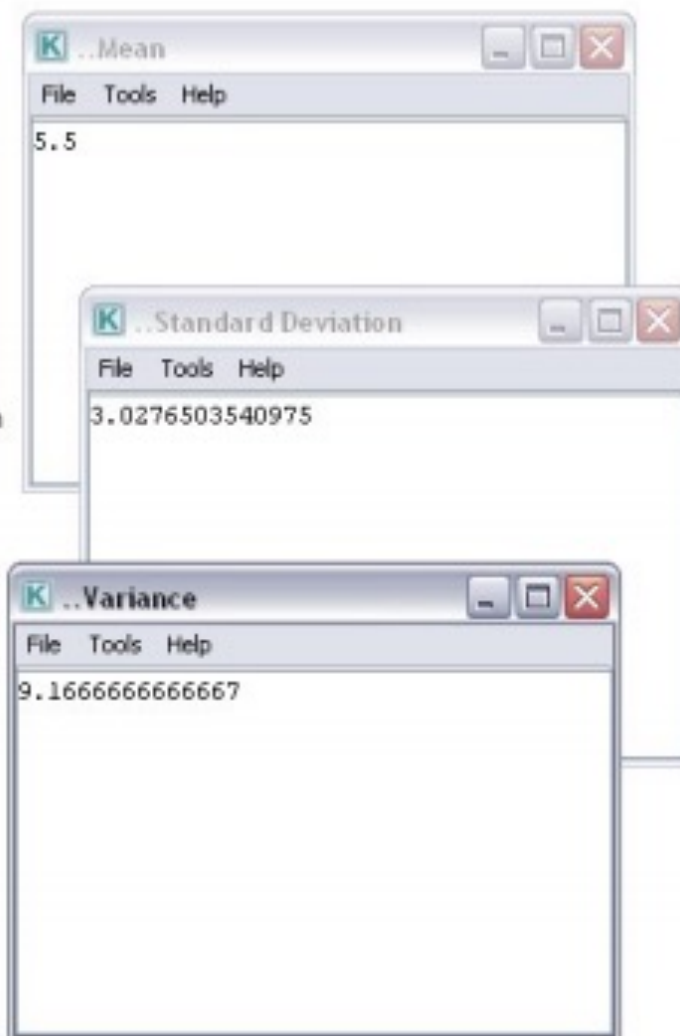 K ..Mean
File Tools Help
5.5
K ..Standard Deviation
File Tools Help
3.0276503540975
K ..Variance
File Tools Help
9.1666666666667